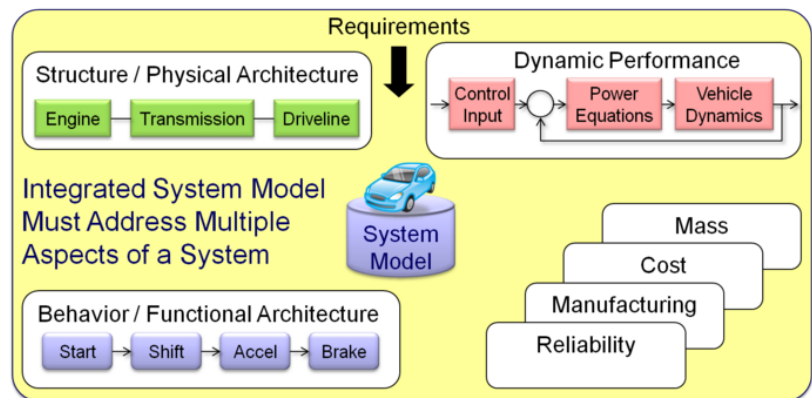 Requirements
Structure / Physical Architecture
Engine
Transmission
Driveline
Dynamic Performance
Control
Input
Power
Equations
Vehicle
Dynamics
Integrated System Model
Must Address Multiple
Aspects of a System
System
Model
Mass
Cost
Manufacturing
Reliability
Behavior / Functional Architecture
Start
Shift
Accel
Brake